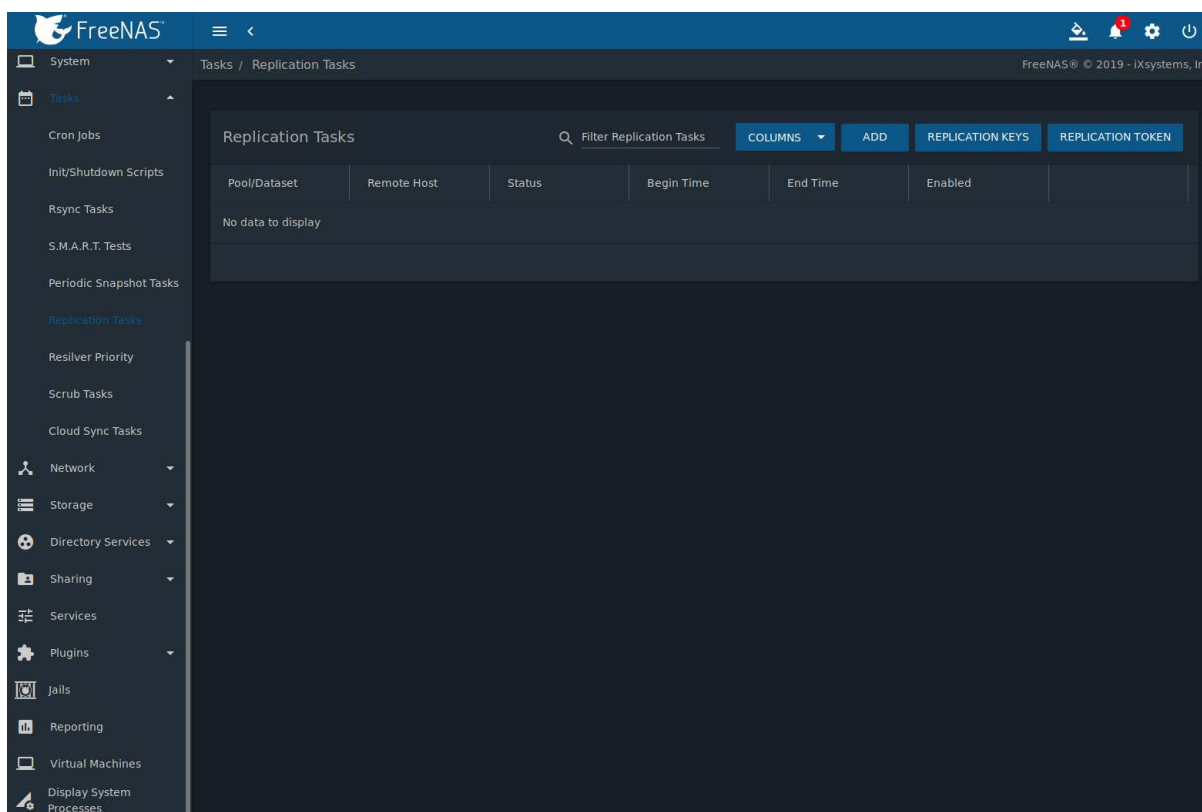 FreeNAS
1
System
Tasks / Replication Tasks
FreeNAS® © 2019 - iXsystems, In
Tasks
Cron Jobs
Init/Shutdown Scripts
Rsync Tasks
S.M.A.R.T. Tests
Periodic Snapshot Tasks
Replication Tasks
Resilver Priority
Scrub Tasks
Cloud Sync Tasks
Network
Storage
Directory Services
Sharing
Services
Plugins
Jails
Reporting
Virtual Machines
Display System
Processes
Replication Tasks
Filter Replication Tasks
COLUMNS
ADD
REPLICATION KEYS
REPLICATION TOKEN
Pool/Dataset Remote Host Status Begin Time End Time Enabled
No data to display